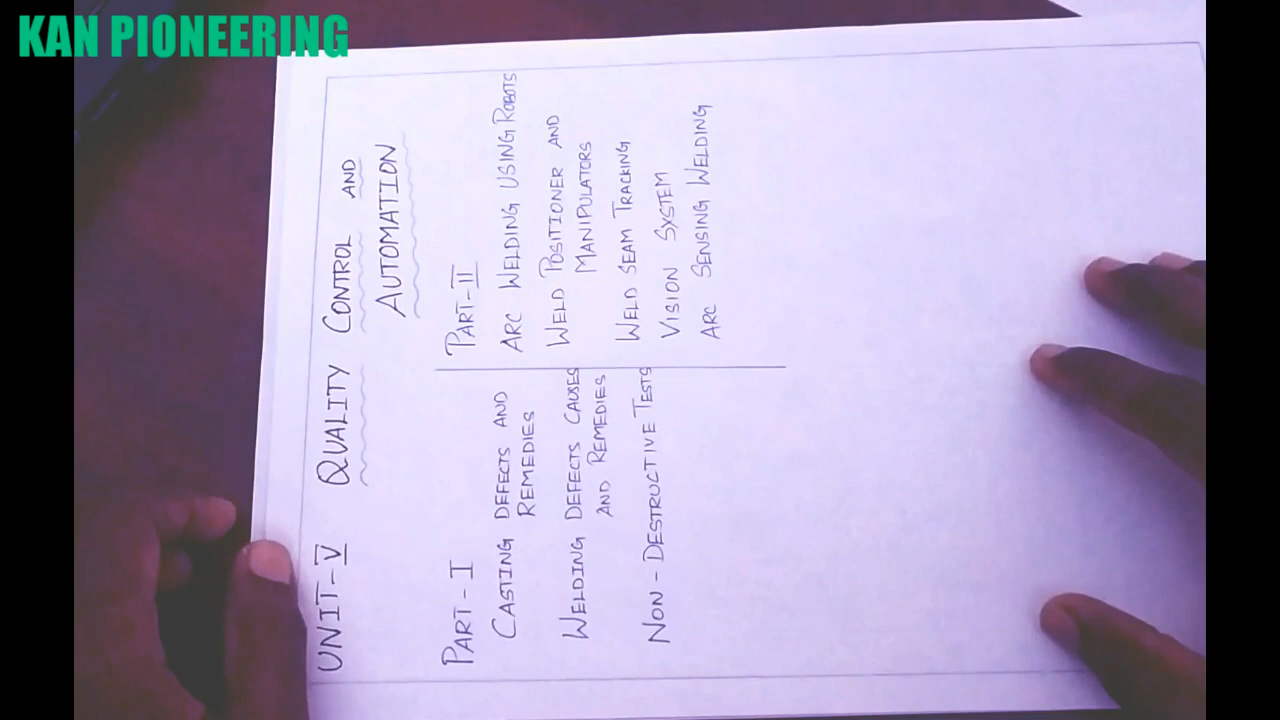 KAN PIONEERING
UNIT-V QUALITY CONTROL AND
AUTOMATION
PART - I
CASTING DEFECTS AND
REMEDIES
WELDING DEFECTS CAUSES
AND REMEDIES
NON - DESTRUCTIVE TESTS
PART-II
ARC WELDING USING ROBOTS
WELD POSITIONER AND
MANIPULATORS
WELD SEAM TRACKING
VISION SYSTEM
ARC SENSING WELDING